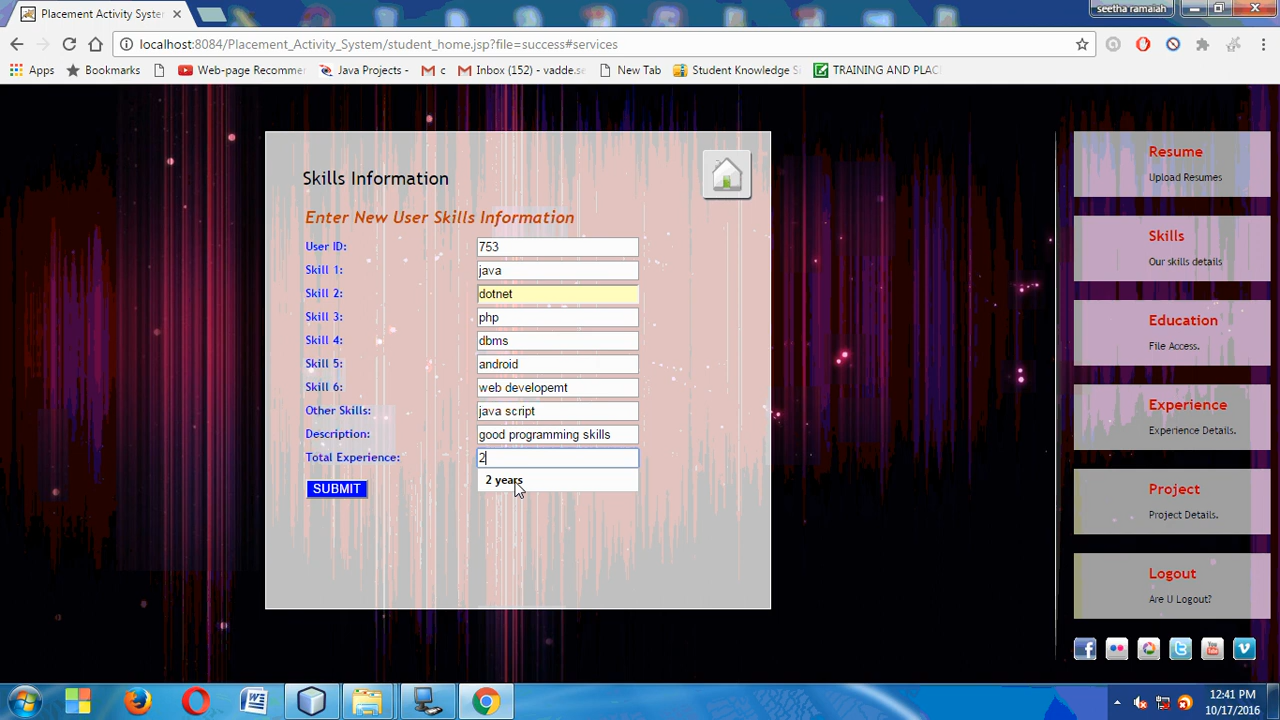 Placement Activity Syster
seetha ramaiah
localhost:8084/Placement_Activity_System/student_home.jsp?file=success#services
Apps Bookmarks Web-page Recomme Java Projects - c Inbox (152) - vadde.s New Tab Student Knowledge S TRAINING AND PLAC
Skills Information
Enter New User Skills Information
User ID: 753
Skill 1: java
Skill 2: dotnet
Skill 3: php
Skill 4: dbms
Skill 5: android
Skill 6: web developemt
Other Skills: java script
Description: good programming skills
Total Experience: 2
2 years
SUBMIT
Resume
Upload Resumes
Skills
Our skills details
Education
File Access.
Experience
Experience Details.
Project
Project Details.
Logout
Are U Logout?
12:41 PM
10/17/2016